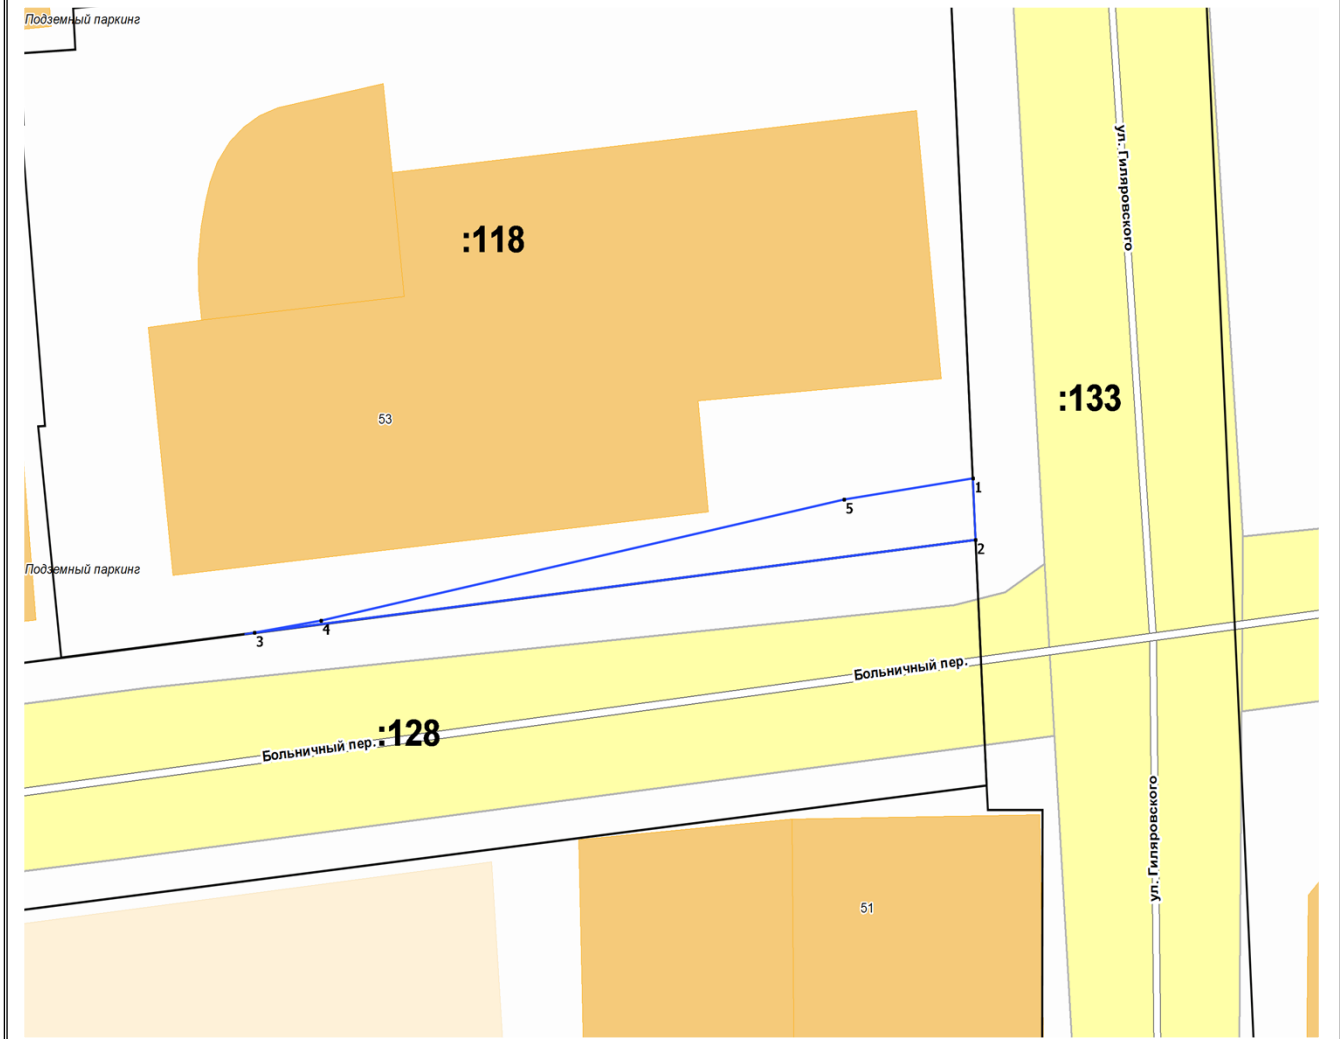 Подземный паркинг
ул. Гиляровского
:118
:133
53
1
5
2
Подземный паркинг
4
3
Больничный пер.
:128
Больничный пер.
ул. Гиляровского
51